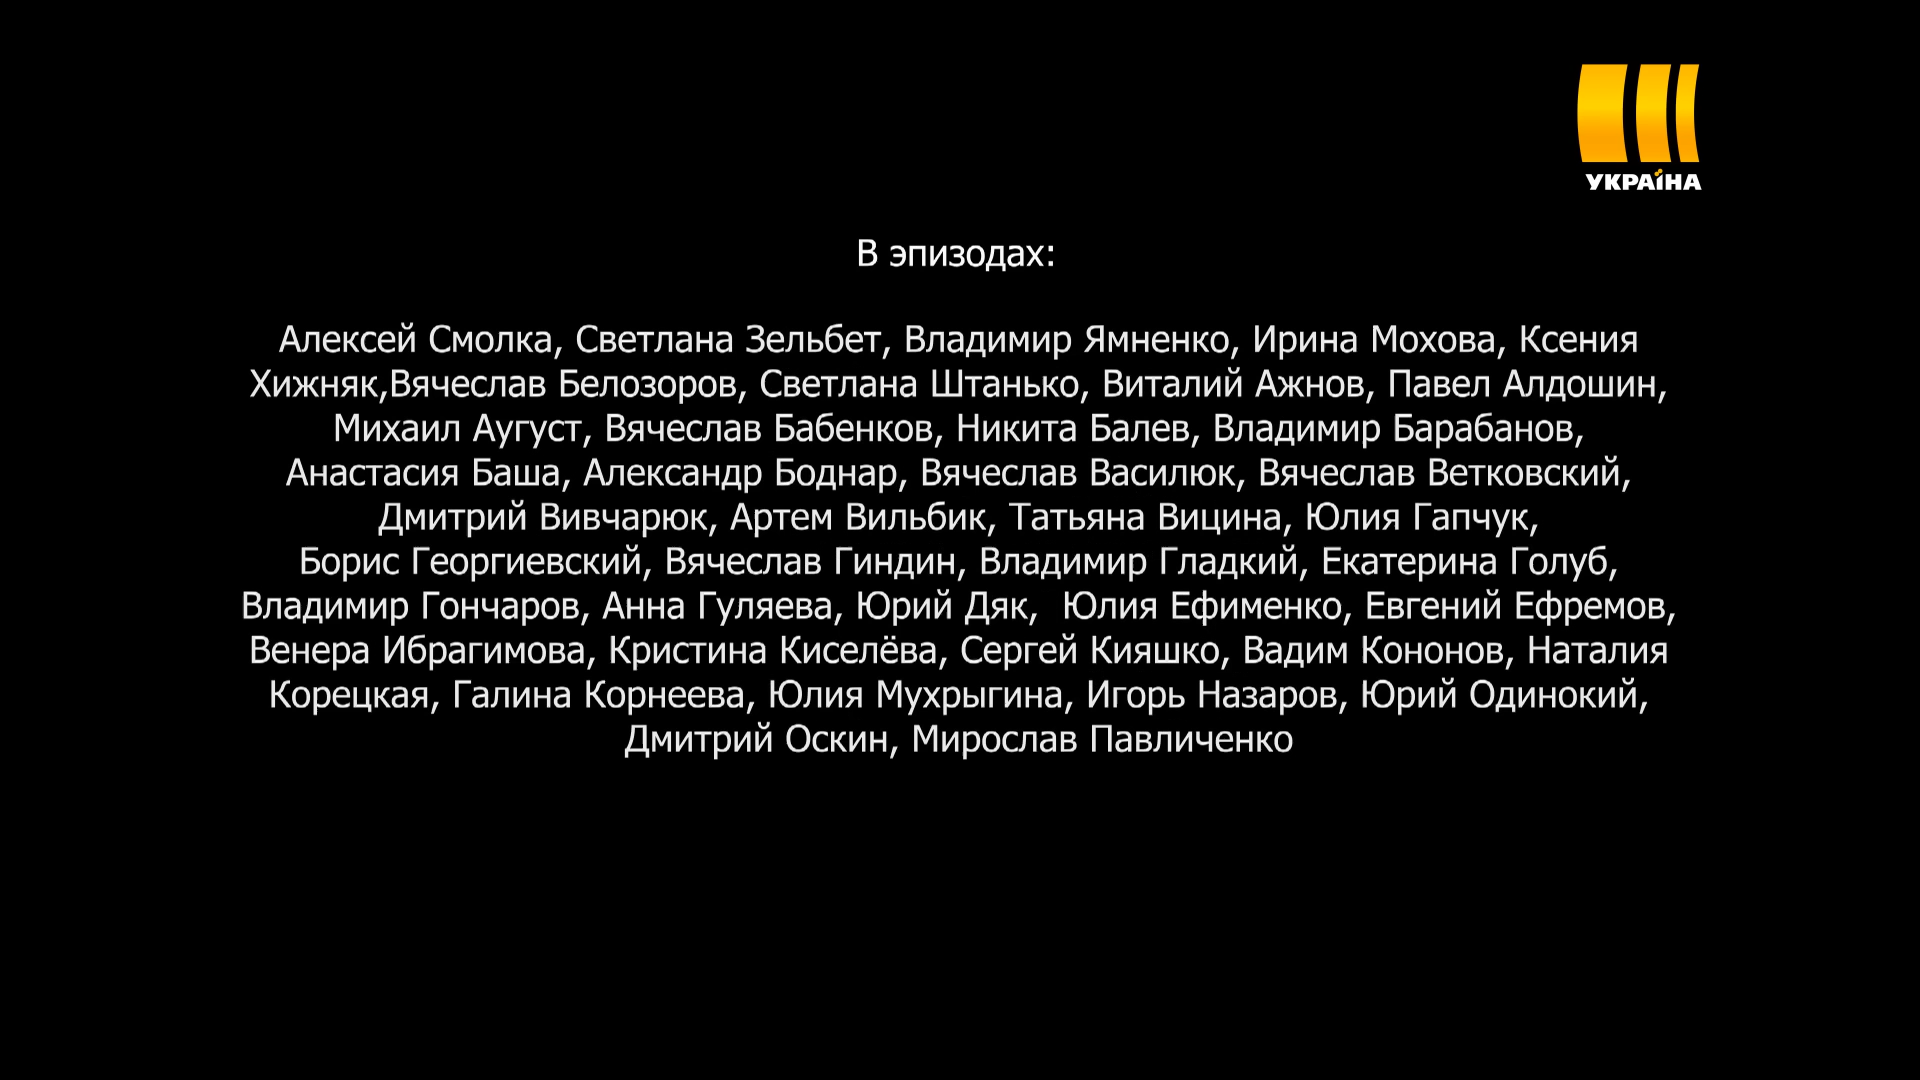 УКРАЇНА
В эпизодах:
Алексей Смолка, Светлана Зельбет, Владимир Ямненко, Ирина Мохова, Ксения
Хижняк,Вячеслав Белозоров, Светлана Штанько, Виталий Ажнов, Павел Алдошин,
Михаил Аугуст, Вячеслав Бабенков, Никита Балев, Владимир Барабанов,
Анастасия Баша, Александр Боднар, Вячеслав Василюк, Вячеслав Ветковский,
Дмитрий Вивчарюк, Артем Вильбик, Татьяна Вицина, Юлия Гапчук,
Борис Георгиевский, Вячеслав Гиндин, Владимир Гладкий, Екатерина Голуб,
Владимир Гончаров, Анна Гуляева, Юрий Дяк,  Юлия Ефименко, Евгений Ефремов,
Венера Ибрагимова, Кристина Киселёва, Сергей Кияшко, Вадим Кононов, Наталия
Корецкая, Галина Корнеева, Юлия Мухрыгина, Игорь Назаров, Юрий Одинокий,
Дмитрий Оскин, Мирослав Павличенко